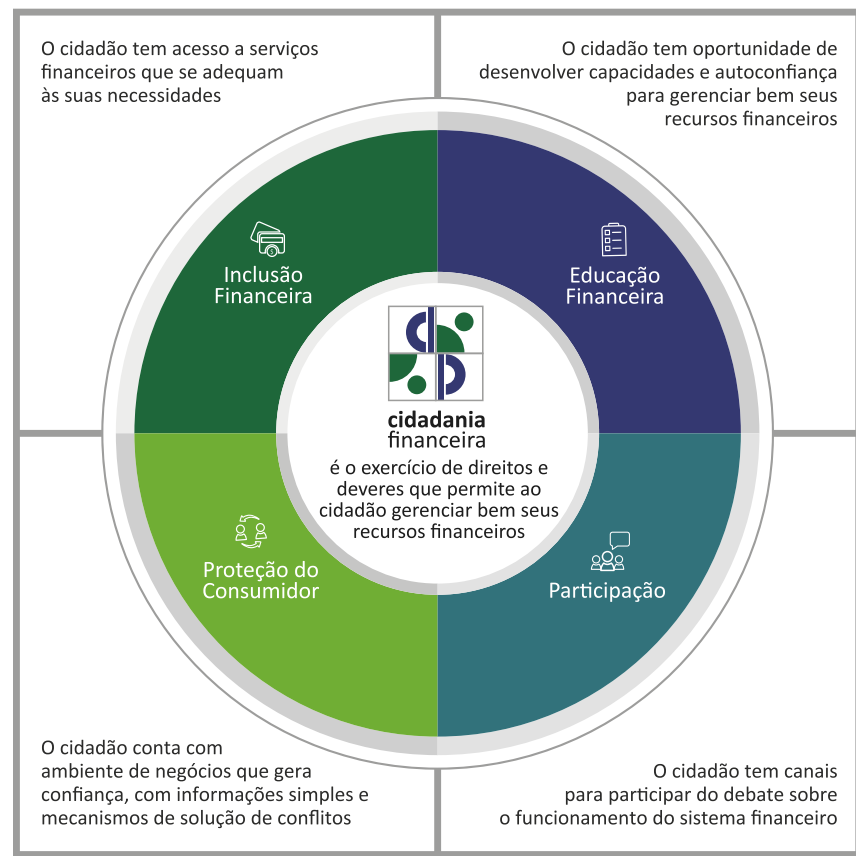 O cidadão tem acesso a serviços
financeiros que se adequam
às suas necessidades
O cidadão tem oportunidade de
desenvolver capacidades e autoconfiança
para gerenciar bem seus
recursos financeiros
Inclusão
Financeira
Educação
Financeira
cidadania
financeira
é o exercício de direitos e
deveres que permite ao
cidadão gerenciar bem seus
recursos financeiros
Proteção do
Consumidor
Participação
O cidadão conta com
ambiente de negócios que gera
confiança, com informações simples e
mecanismos de solução de conflitos
O cidadão tem canais
para participar do debate sobre
o funcionamento do sistema financeiro